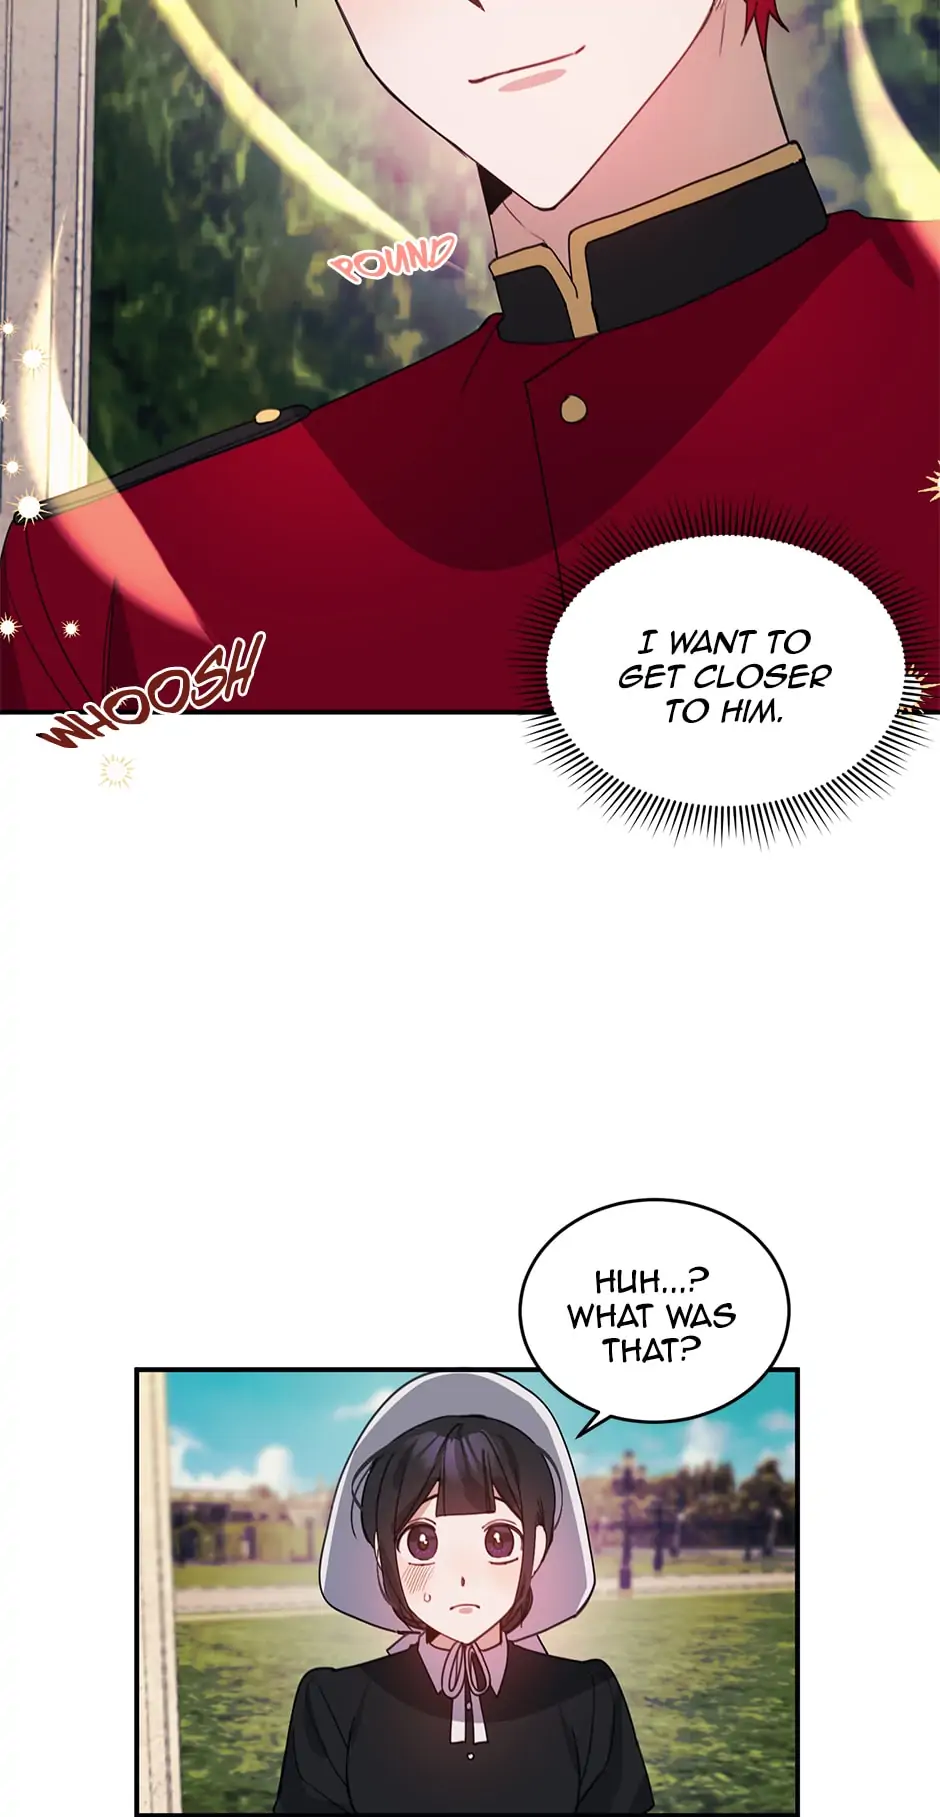 POUND
WHOOSH
I WANT TO
GET CLOSER
TO HIM.
HUH...?
WHAT WAS
THAT?